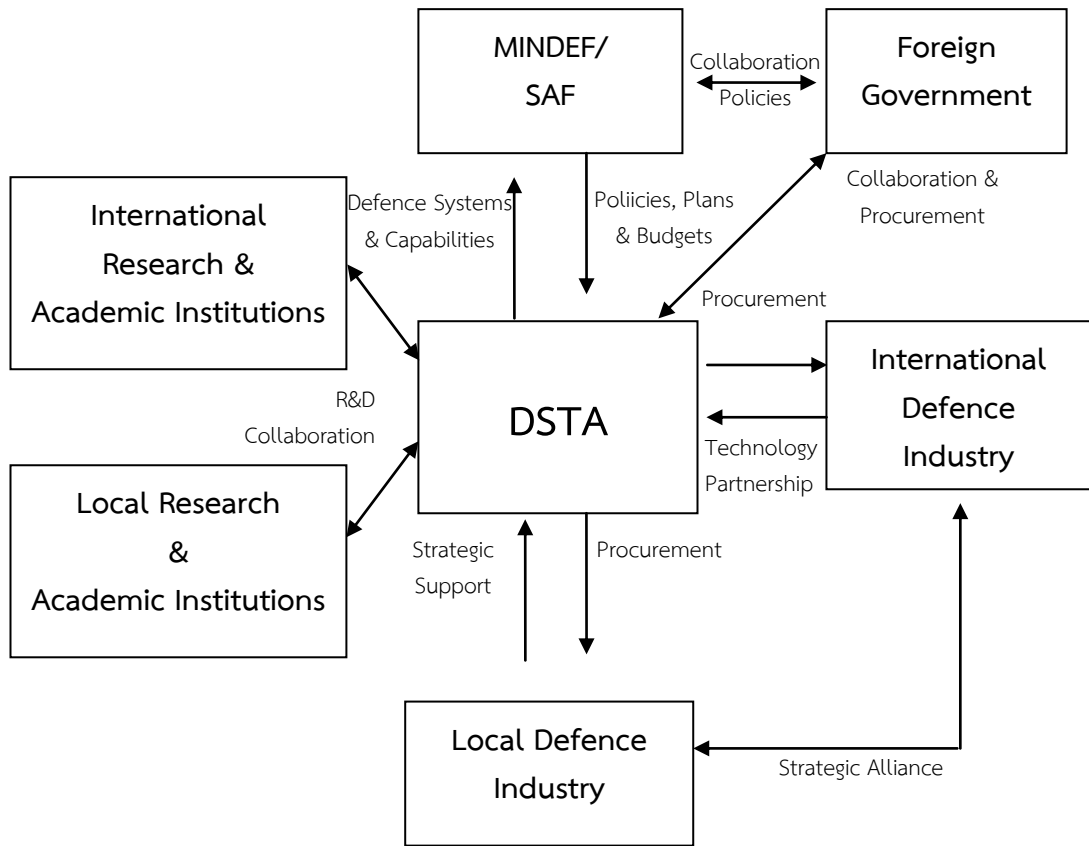 MINDEF/
SAF
Collaboration
Policies
Foreign
Government
International
Research &
Academic Institutions
Defence Systems
& Capabilities
Poliicies, Plans
& Budgets
Collaboration &
Procurement
Procurement
DSTA
International
Defence
Industry
R&D
Collaboration
Technology
Partnership
Local Research
&
Academic Institutions
Strategic
Support
Procurement
Local Defence
Industry
Strategic Alliance